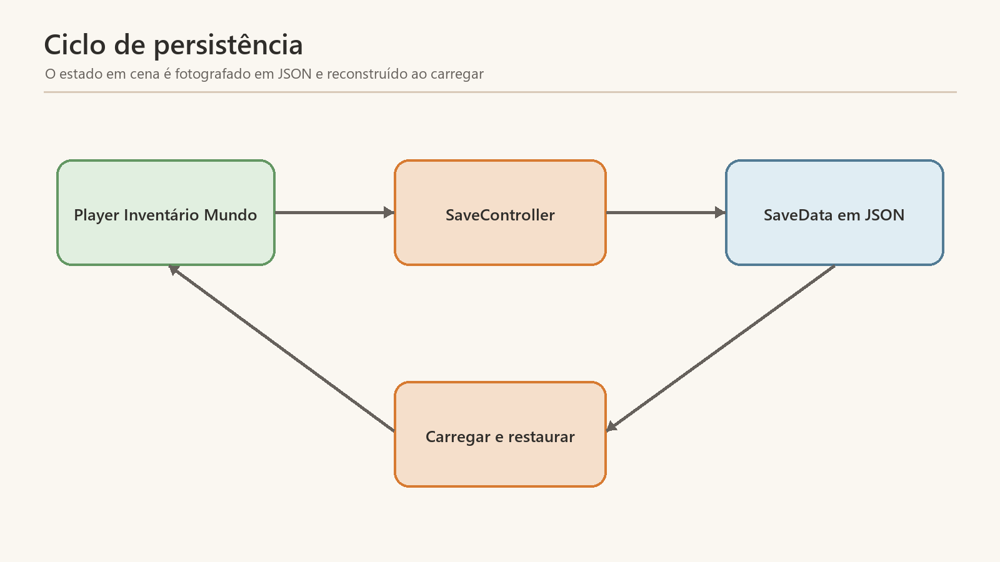 Ciclo de persistência
O estado em cena é fotografado em JSON e reconstruído ao carregar
Player Inventário Mundo
SaveController
SaveData em JSON
Carregar e restaurar